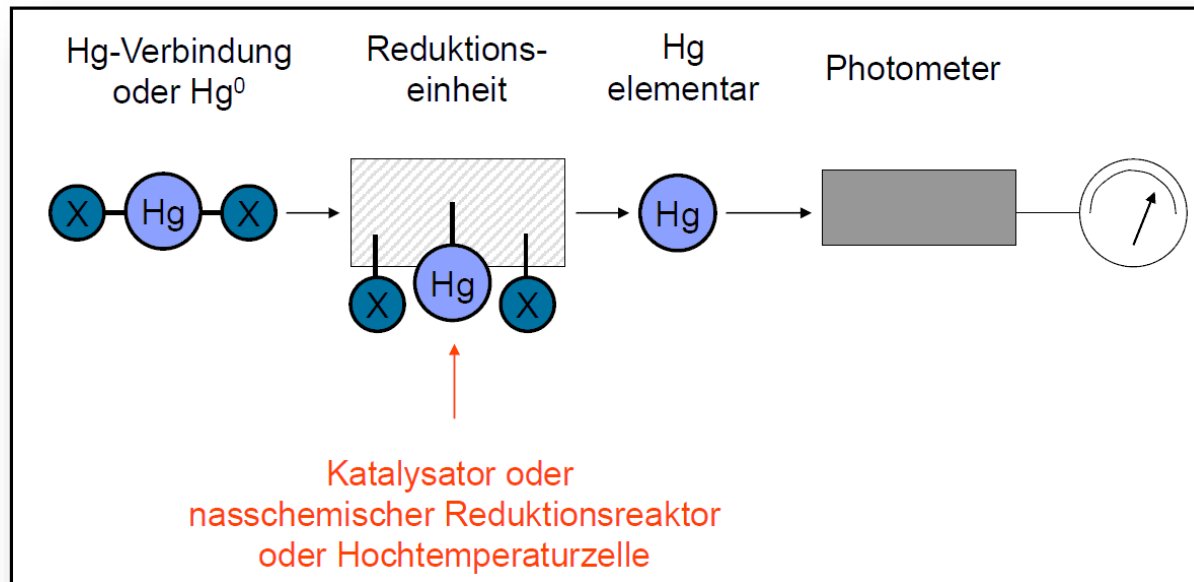 Hg-Verbindung
oder Hg⁰
Reduktions-
einheit
Hg
elementar
Photometer
X
Hg
X
X
Hg
X
Hg
Katalysator oder
nasschemischer Reduktionsreaktor
oder Hochtemperaturzelle